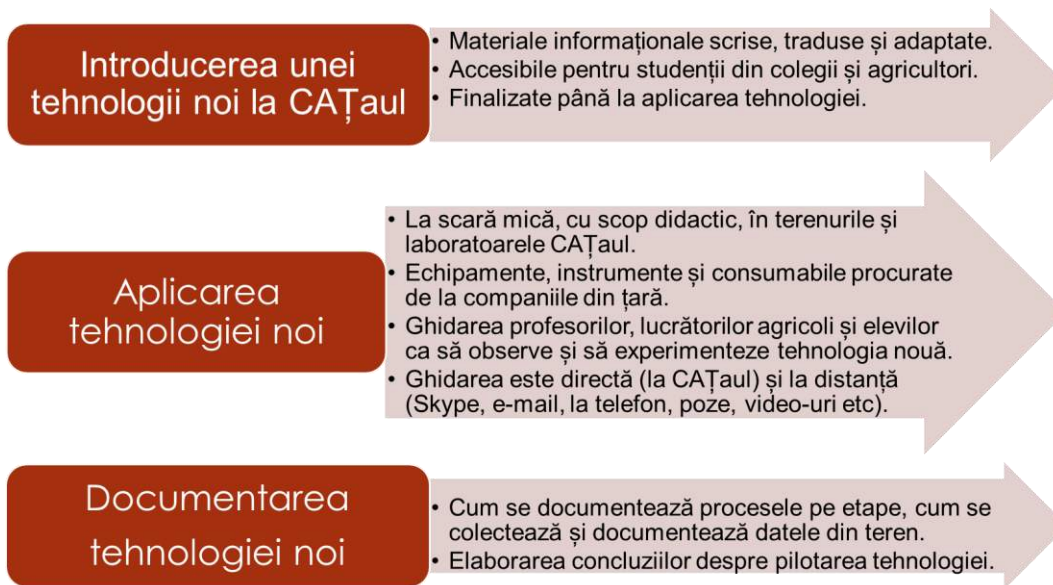 Introducerea unei
tehnologii noi la CAȚaul
• Materiale informaționale scrise, traduse și adaptate.
• Accesibile pentru studenții din colegii și agricultori.
• Finalizate până la aplicarea tehnologiei.
Aplicarea
tehnologiei noi
• La scară mică, cu scop didactic, în terenurile și
laboratoarele CAȚaul.
• Echipamente, instrumente și consumabile procurate
de la companiile din țară.
• Ghidarea profesorilor, lucrătorilor agricoli și elevilor
ca să observe și să experimenteze tehnologia nouă.
• Ghidarea este directă (la CAȚaul) și la distanță
(Skype, e-mail, la telefon, poze, video-uri etc).
Documentarea
tehnologiei noi
• Cum se documentează procesele pe etape, cum se
colectează și documentează datele din teren.
• Elaborarea concluziilor despre pilotarea tehnologiei.